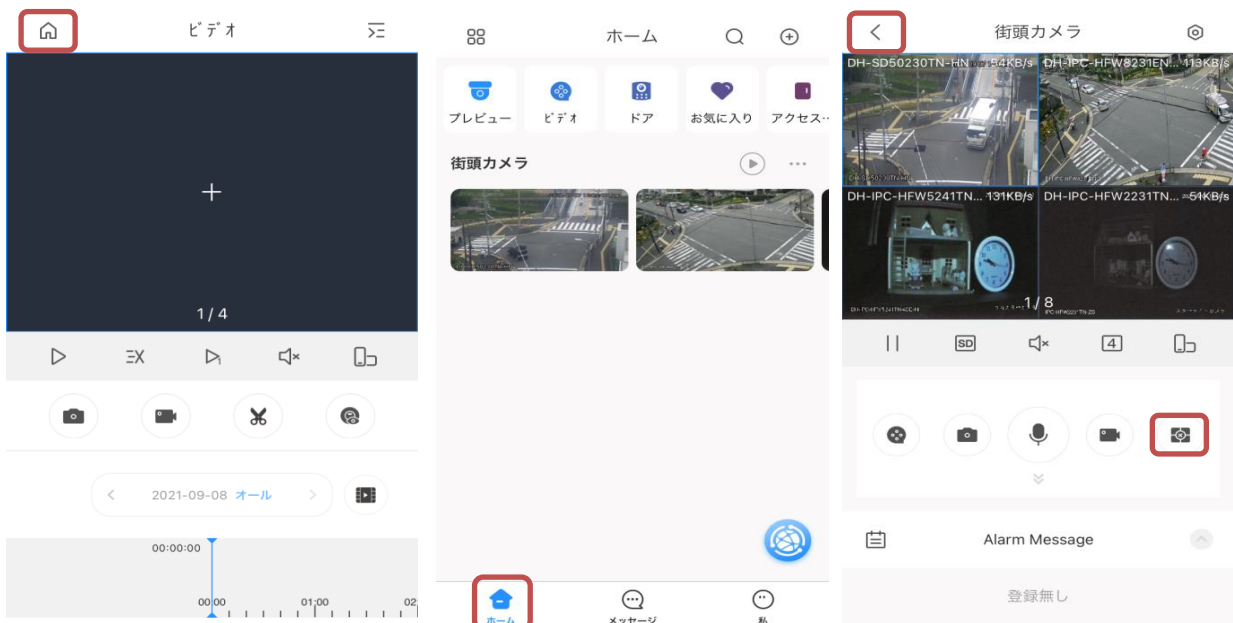 ビデオ
1 / 4
2021-09-08 オール
00:00:00
00:00
01:00
02
ホーム
プレビュー
ビデオ
ドア
お気に入り
アクセス‥
街頭カメラ
ホーム
メッセージ
私
街頭カメラ
DH-SD50230TN-HN
54KB/s
DH-IPC-HFW8231EN...
113KB/s
DH-IPC-HFW5241TN...
131KB/s
DH-IPC-HFW2231TN...
51KB/s
1 / 8
SD
4
Alarm Message
登録無し